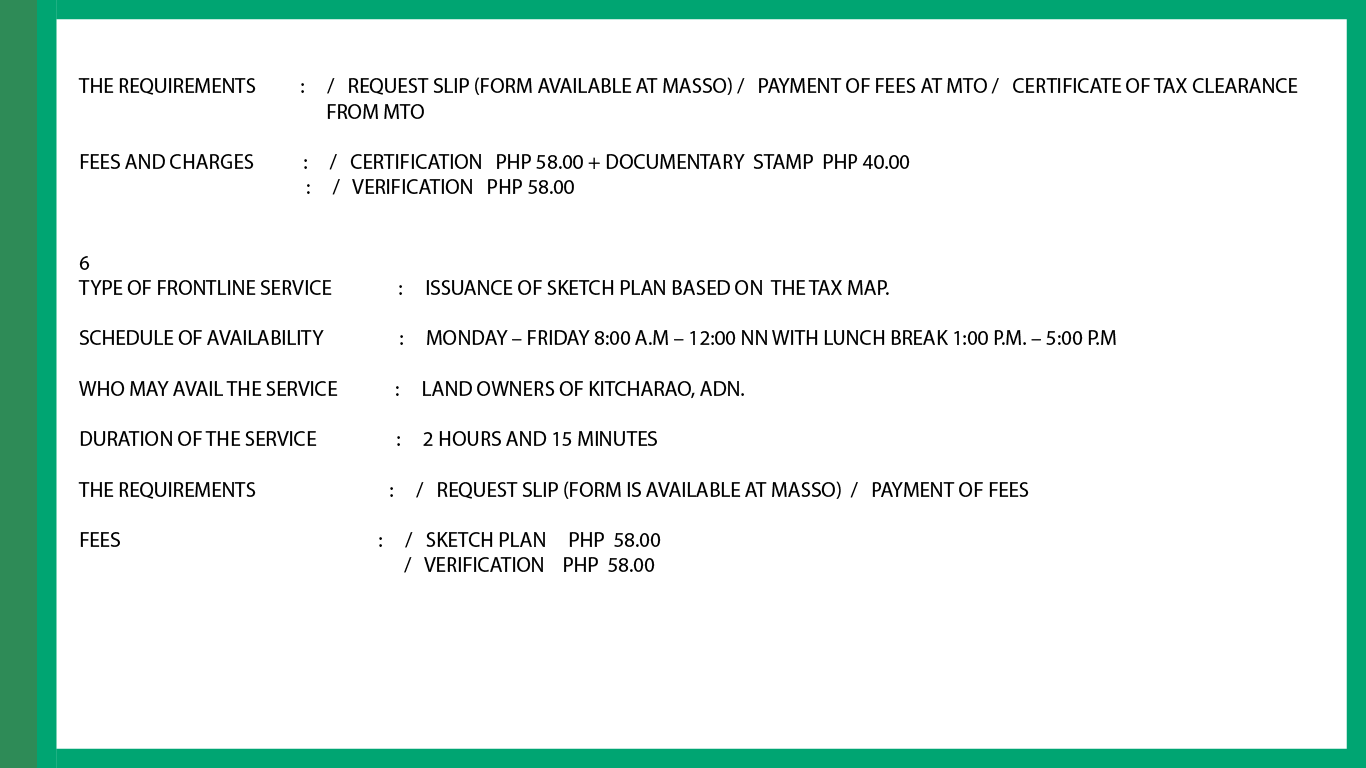 THE REQUIREMENTS : / REQUEST SLIP (FORM AVAILABLE AT MASSO) / PAYMENT OF FEES AT MTO / CERTIFICATE OF TAX CLEARANCE
FROM MTO
FEES AND CHARGES : / CERTIFICATION PHP 58.00 + DOCUMENTARY STAMP PHP 40.00
: / VERIFICATION PHP 58.00
6
TYPE OF FRONTLINE SERVICE : ISSUANCE OF SKETCH PLAN BASED ON THE TAX MAP.
SCHEDULE OF AVAILABILITY : MONDAY – FRIDAY 8:00 A.M – 12:00 NN WITH LUNCH BREAK 1:00 P.M. – 5:00 P.M
WHO MAY AVAIL THE SERVICE : LAND OWNERS OF KITCHARAO, ADN.
DURATION OF THE SERVICE : 2 HOURS AND 15 MINUTES
THE REQUIREMENTS : / REQUEST SLIP (FORM IS AVAILABLE AT MASSO) / PAYMENT OF FEES
FEES : / SKETCH PLAN PHP 58.00
/ VERIFICATION PHP 58.00